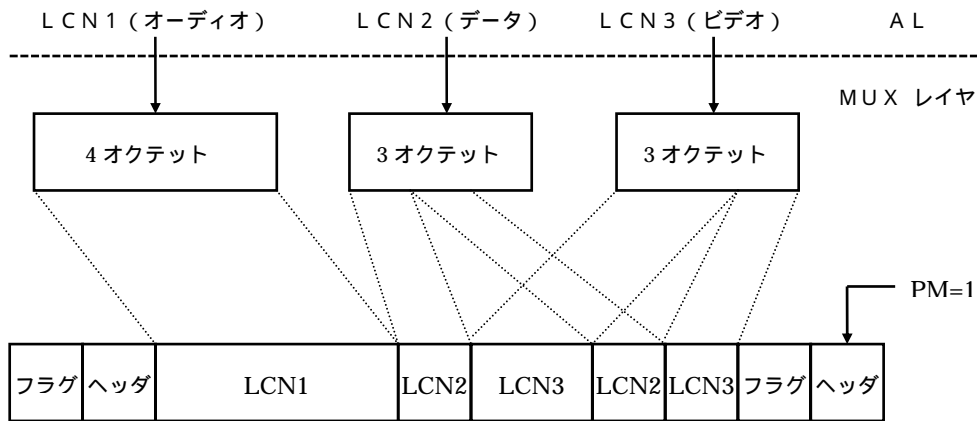 LCN1(オーディオ) LCN2(データ) LCN3(ビデオ) AL
MUX レイヤ
4 オクテット 3 オクテット 3 オクテット
PM=1
フラグ ヘッダ LCN1 LCN2 LCN3 LCN2 LCN3 フラグ ヘッダ